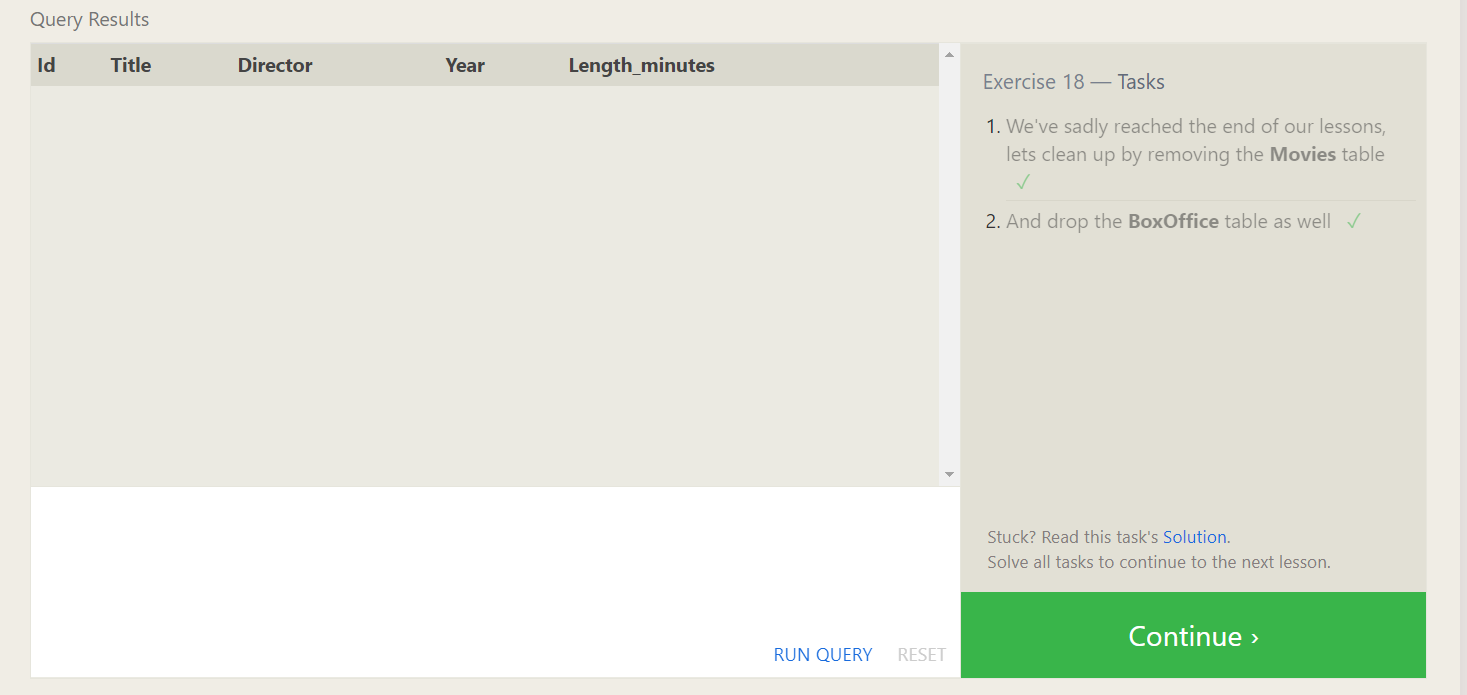 Query Results
Id Title Director Year Length_minutes
Exercise 18 — Tasks
1. We've sadly reached the end of our lessons,
lets clean up by removing the Movies table
✓
2. And drop the BoxOffice table as well ✓
Stuck? Read this task's Solution.
Solve all tasks to continue to the next lesson.
RUN QUERY RESET
Continue ›